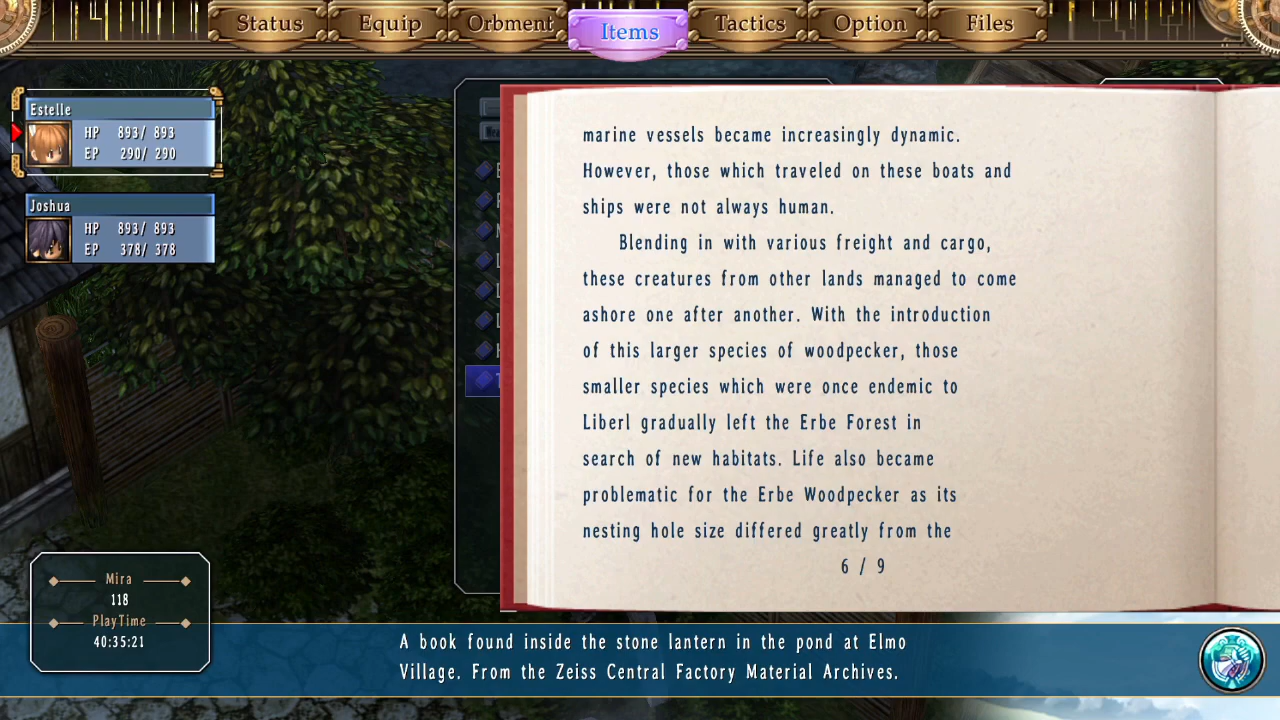 Status Equip Orbment Items Tactics Option Files
Estelle
HP 893/ 893
EP 290/ 290
Joshua
HP 893/ 893
EP 378/ 378
marine vessels became increasingly dynamic.
However, those which traveled on these boats and
ships were not always human.
Blending in with various freight and cargo,
these creatures from other lands managed to come
ashore one after another. With the introduction
of this larger species of woodpecker, those
smaller species which were once endemic to
Liberl gradually left the Erbe Forest in
search of new habitats. Life also became
problematic for the Erbe Woodpecker as its
nesting hole size differed greatly from the
6 / 9
Mira
118
PlayTime
40:35:21
A book found inside the stone lantern in the pond at Elmo
Village. From the Zeiss Central Factory Material Archives.